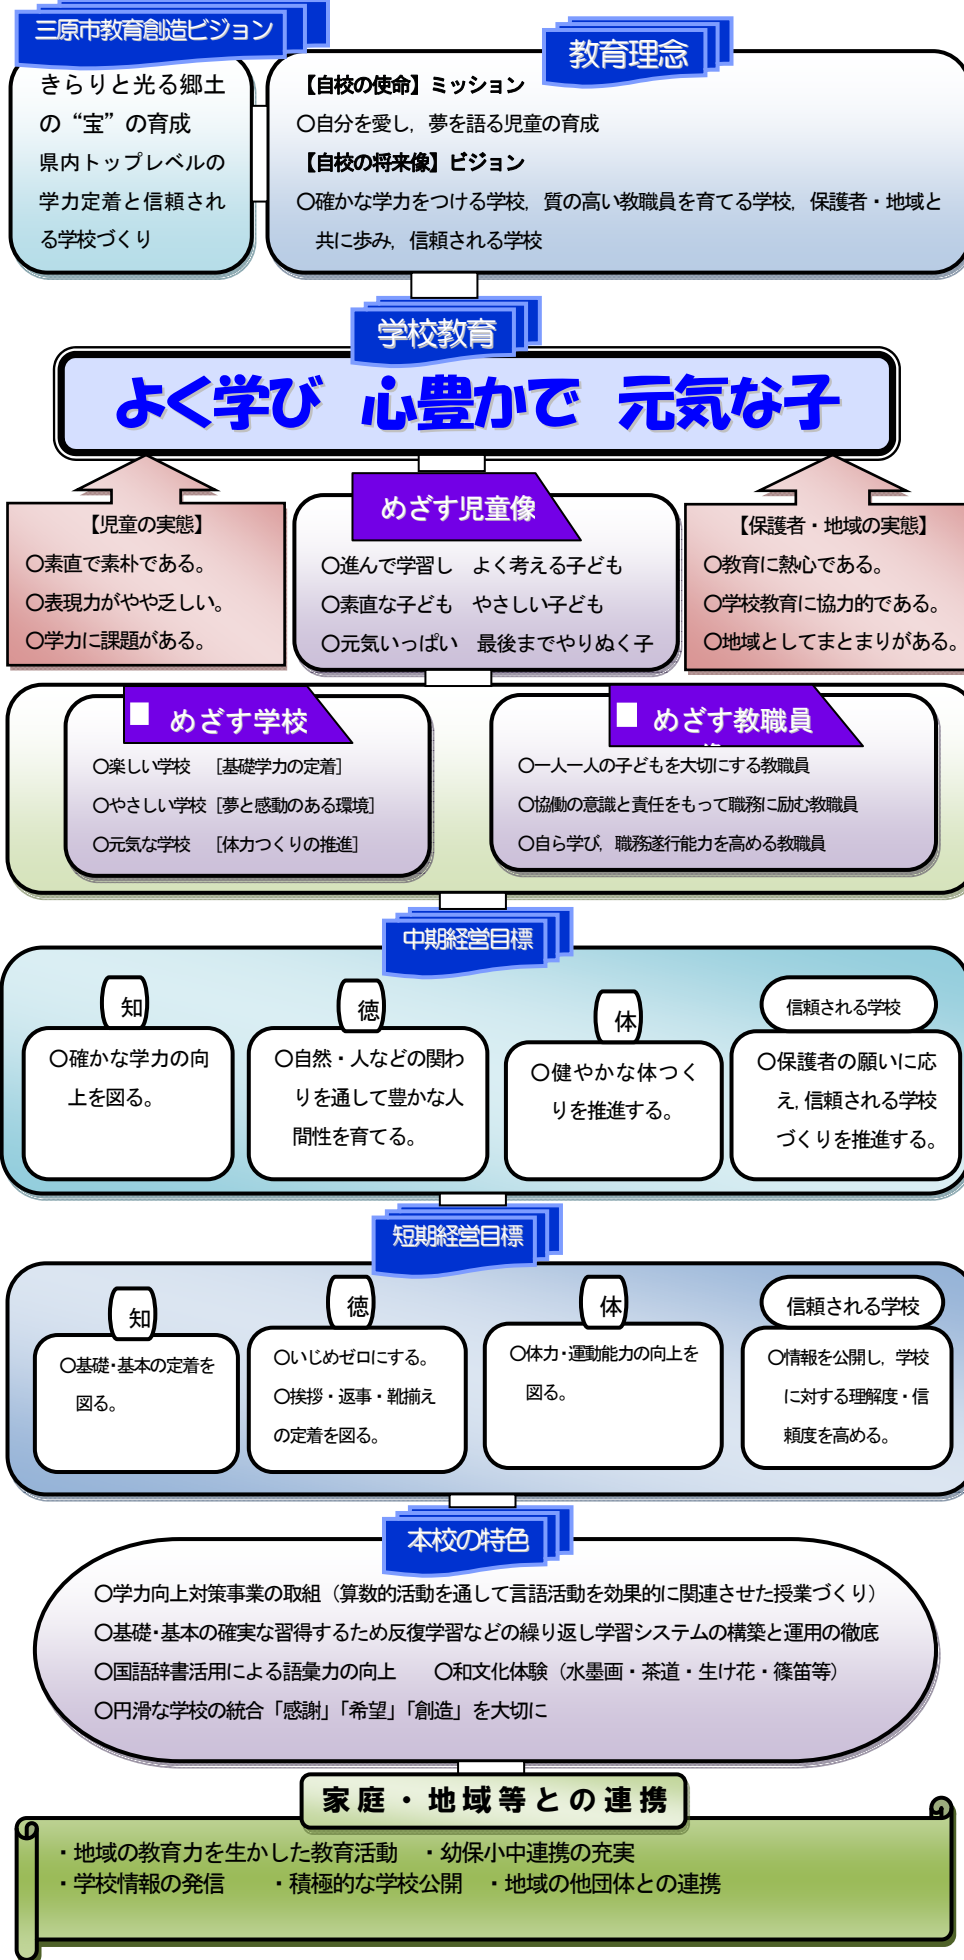 三原市教育創造ビジョン
きらりと光る郷土
の“宝”の育成
県内トップレベルの
学力定着と信頼され
る学校づくり
教育理念
【自校の使命】ミッション
○自分を愛し，夢を語る児童の育成
【自校の将来像】ビジョン
○確かな学力をつける学校，質の高い教職員を育てる学校，保護者・地域と
共に歩み，信頼される学校
学校教育
よく学び　心豊かで　元気な子
【児童の実態】
○素直で素朴である。
○表現力がやや乏しい。
○学力に課題がある。
めざす児童像
○進んで学習し　よく考える子ども
○素直な子ども　やさしい子ども
○元気いっぱい　最後までやりぬく子
【保護者・地域の実態】
○教育に熱心である。
○学校教育に協力的である。
○地域としてまとまりがある。
■ めざす学校
○楽しい学校　［基礎学力の定着］
○やさしい学校［夢と感動のある環境］
○元気な学校　［体力つくりの推進］
■ めざす教職員
○一人一人の子どもを大切にする教職員
○協働の意識と責任をもって職務に励む教職員
○自ら学び，職務遂行能力を高める教職員
中期経営目標
知
○確かな学力の向
上を図る。
徳
○自然・人などの関わ
りを通して豊かな人
間性を育てる。
体
○健やかな体つく
りを推進する。
信頼される学校
○保護者の願いに応
え，信頼される学校
づくりを推進する。
短期経営目標
知
○基礎・基本の定着を
図る。
徳
○いじめゼロにする。
○挨拶・返事・靴揃え
の定着を図る。
体
○体力・運動能力の向上を
図る。
信頼される学校
○情報を公開し，学校
に対する理解度・信
頼度を高める。
本校の特色
○学力向上対策事業の取組（算数的活動を通して言語活動を効果的に関連させた授業づくり）
○基礎・基本の確実な習得するため反復学習などの繰り返し学習システムの構築と運用の徹底
○国語辞書活用による語彙力の向上　　○和文化体験（水墨画・茶道・生け花・篠笛等）
○円滑な学校の統合「感謝」「希望」「創造」を大切に
家庭・地域等との連携
・地域の教育力を生かした教育活動　・幼保小中連携の充実
・学校情報の発信　　・積極的な学校公開　・地域の他団体との連携